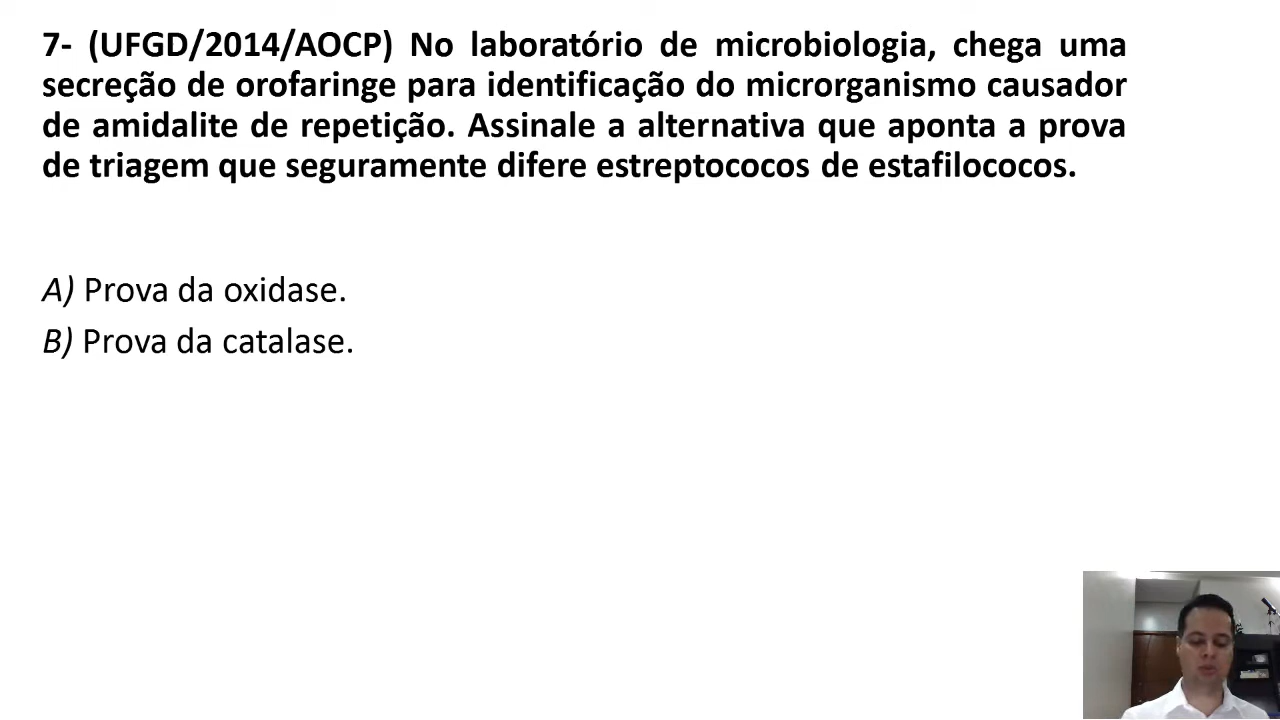 7- (UFGD/2014/AOCP) No laboratório de microbiologia, chega uma
secreção de orofaringe para identificação do microrganismo causador
de amidalite de repetição. Assinale a alternativa que aponta a prova
de triagem que seguramente difere estreptococos de estafilococos.
A) Prova da oxidase.
B) Prova da catalase.